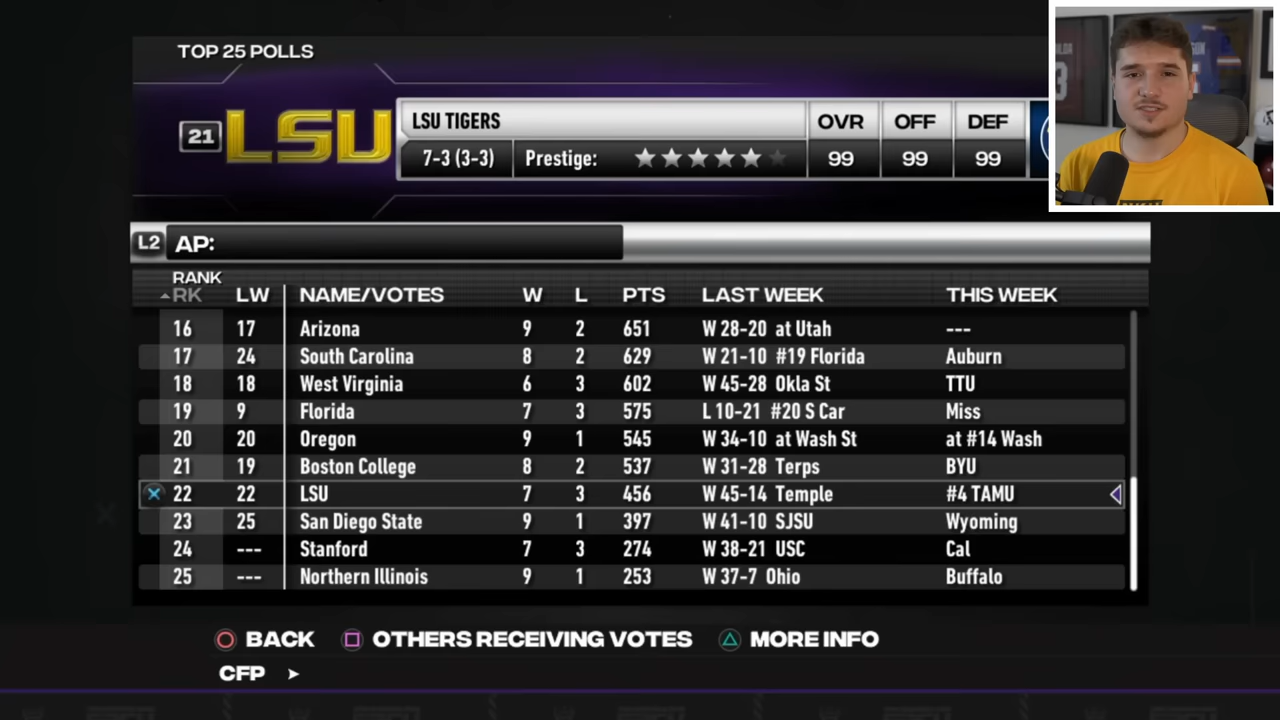 TOP 25 POLLS
21 LSU LSU TIGERS OVR OFF DEF
7-3 (3-3) Prestige: 99 99 99
L2 AP:
RANK
RK LW NAME/VOTES W L PTS LAST WEEK THIS WEEK
16 17 Arizona 9 2 651 W 28-20 at Utah ---
17 24 South Carolina 8 2 629 W 21-10 #19 Florida Auburn
18 18 West Virginia 6 3 602 W 45-28 Okla St TTU
19 9 Florida 7 3 575 L 10-21 #20 S Car Miss
20 20 Oregon 9 1 545 W 34-10 at Wash St at #14 Wash
21 19 Boston College 8 2 537 W 31-28 Terps BYU
22 22 LSU 7 3 456 W 45-14 Temple #4 TAMU
23 25 San Diego State 9 1 397 W 41-10 SJSU Wyoming
24 --- Stanford 7 3 274 W 38-21 USC Cal
25 --- Northern Illinois 9 1 253 W 37-7 Ohio Buffalo
BACK OTHERS RECEIVING VOTES MORE INFO
CFP